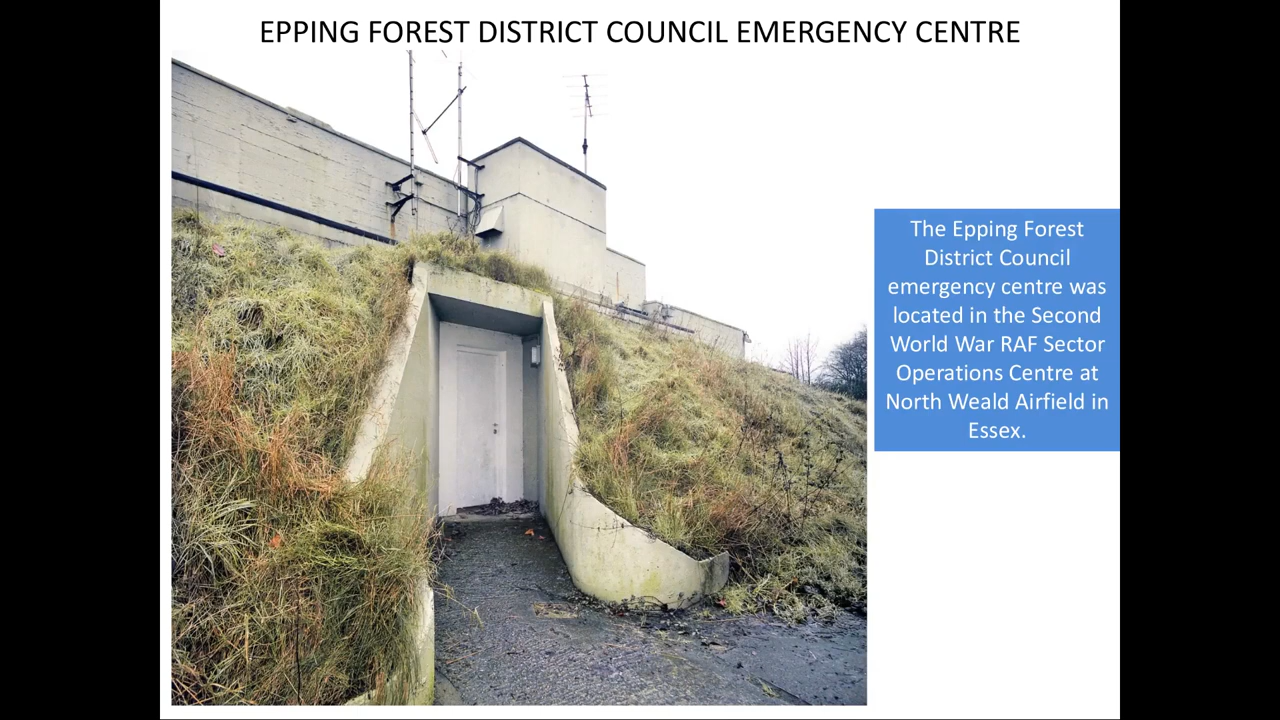 EPPING FOREST DISTRICT COUNCIL EMERGENCY CENTRE
The Epping Forest
District Council
emergency centre was
located in the Second
World War RAF Sector
Operations Centre at
North Weald Airfield in
Essex.